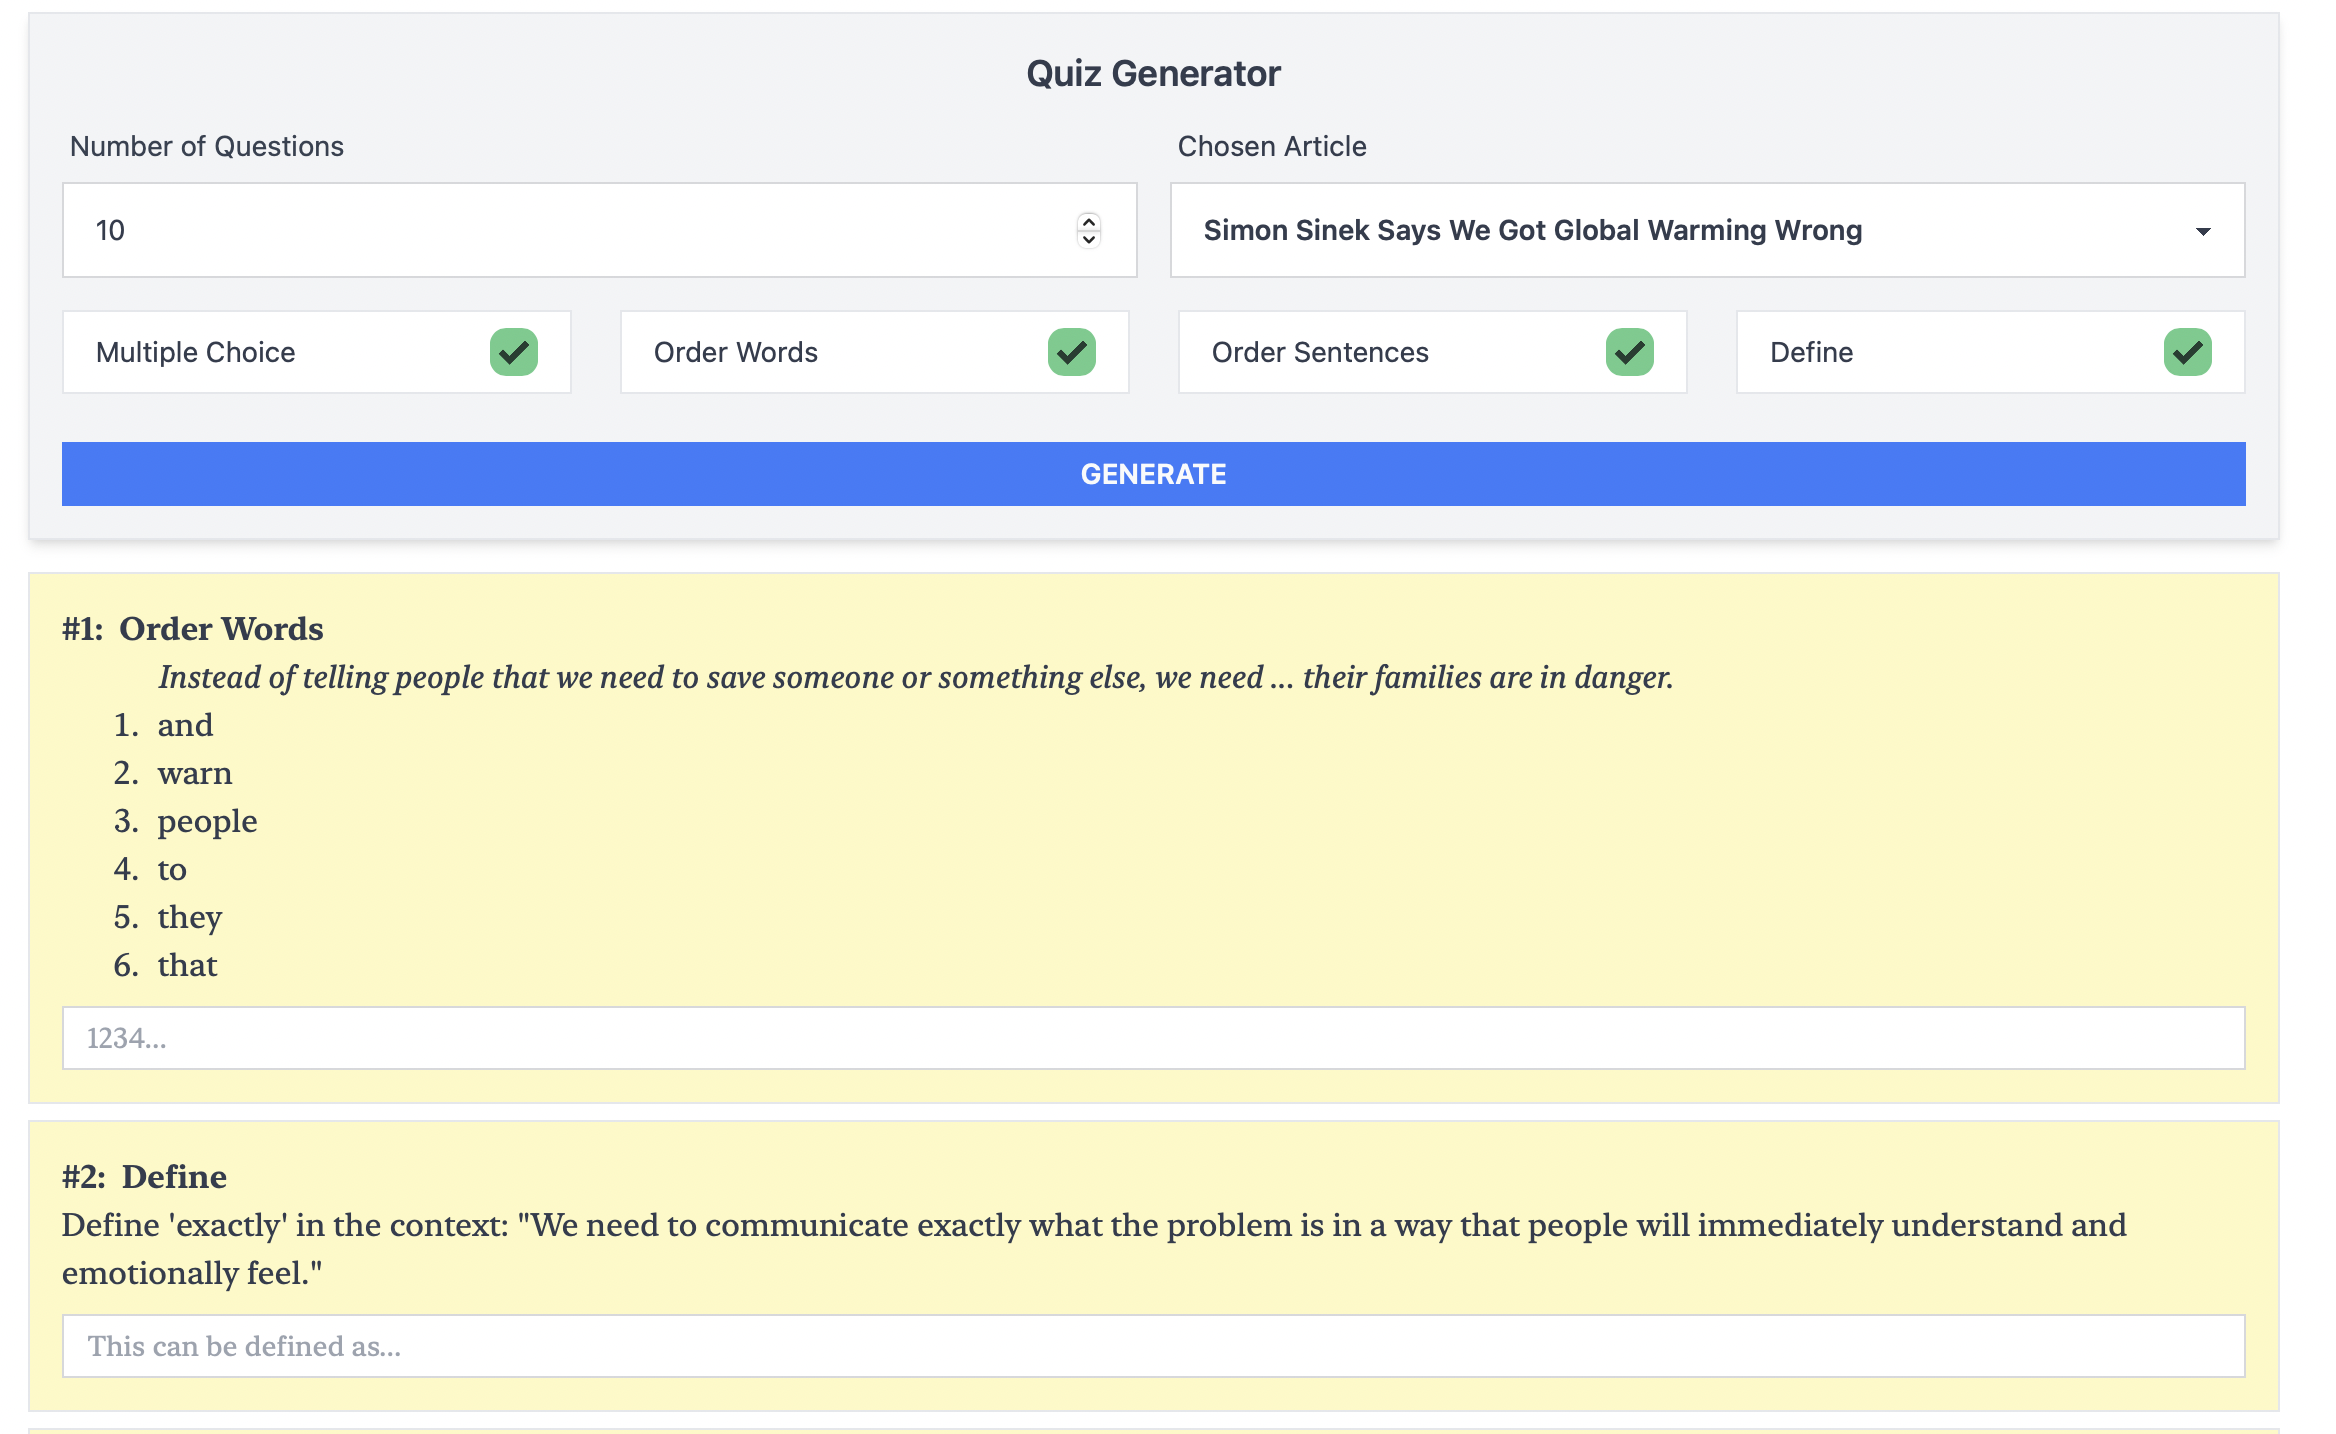 Quiz Generator
Number of Questions
Chosen Article
10
Simon Sinek Says We Got Global Warming Wrong
Multiple Choice
Order Words
Order Sentences
Define
GENERATE
#1: Order Words
Instead of telling people that we need to save someone or something else, we need ... their families are in danger.
1. and
2. warn
3. people
4. to
5. they
6. that
1234...
#2: Define
Define 'exactly' in the context: "We need to communicate exactly what the problem is in a way that people will immediately understand and
emotionally feel."
This can be defined as...